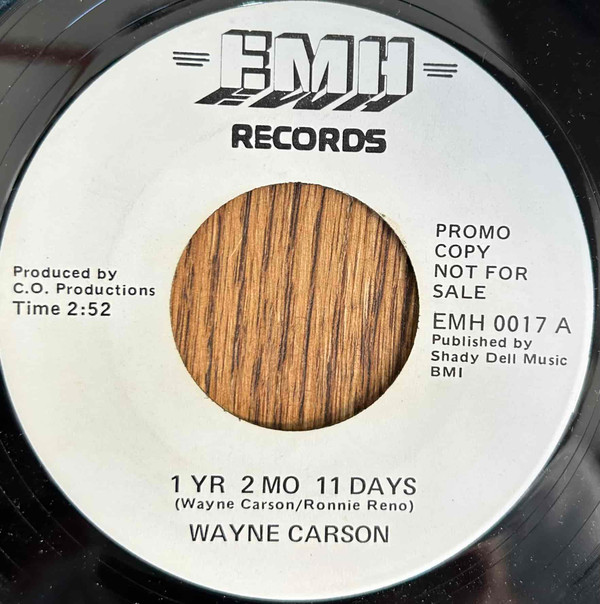 EMH
RECORDS
PROMO
COPY
NOT FOR
SALE
EMH 0017 A
Published by
Shady Dell Music
BMI
Produced by
C.O. Productions
Time 2:52
1 YR 2 MO 11 DAYS
(Wayne Carson/Ronnie Reno)
WAYNE CARSON